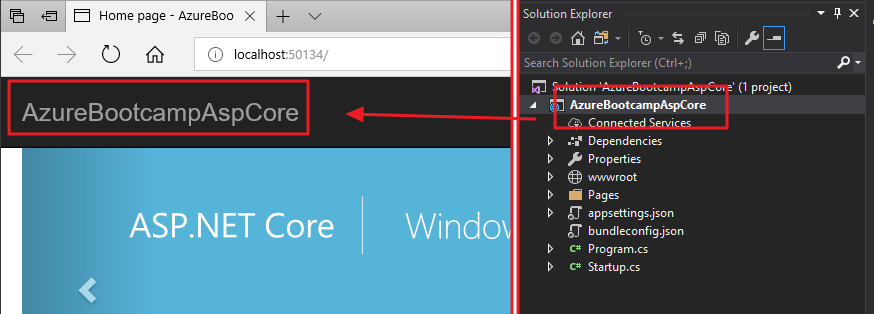 Home page - AzureBoo
localhost:50134/
AzureBootcampAspCore
ASP.NET Core
Window
Solution Explorer
Search Solution Explorer (Ctrl+;)
Solution 'AzureBootcampAspCore' (1 project)
AzureBootcampAspCore
Connected Services
Dependencies
Properties
wwwroot
Pages
appsettings.json
bundleconfig.json
C# Program.cs
C# Startup.cs